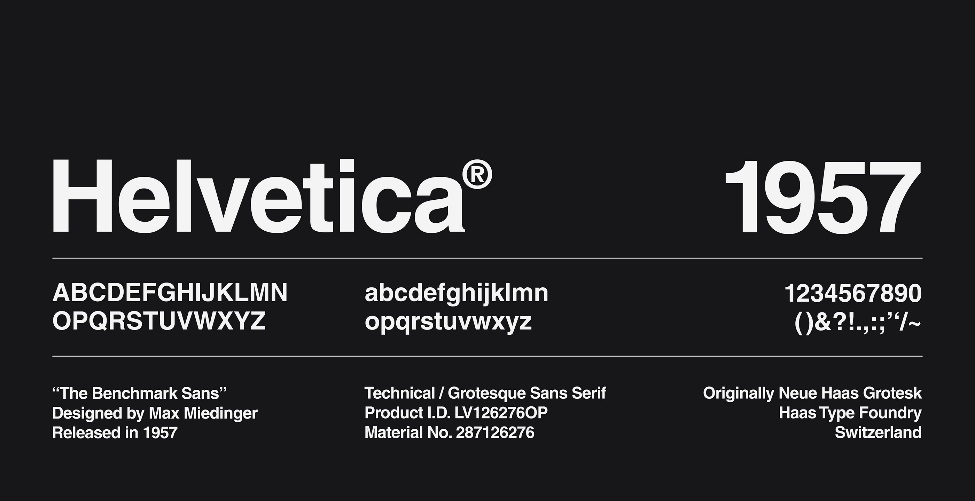 Helvetica®
1957
ABCDEFGHIJKLMN
OPQRSTUVWXYZ
abcdefghijklmn
opqrstuvwxyz
1234567890
()&?!.,:;’‘/~
“The Benchmark Sans”
Designed by Max Miedinger
Released in 1957
Technical / Grotesque Sans Serif
Product I.D. LV126276OP
Material No. 287126276
Originally Neue Haas Grotesk
Haas Type Foundry
Switzerland